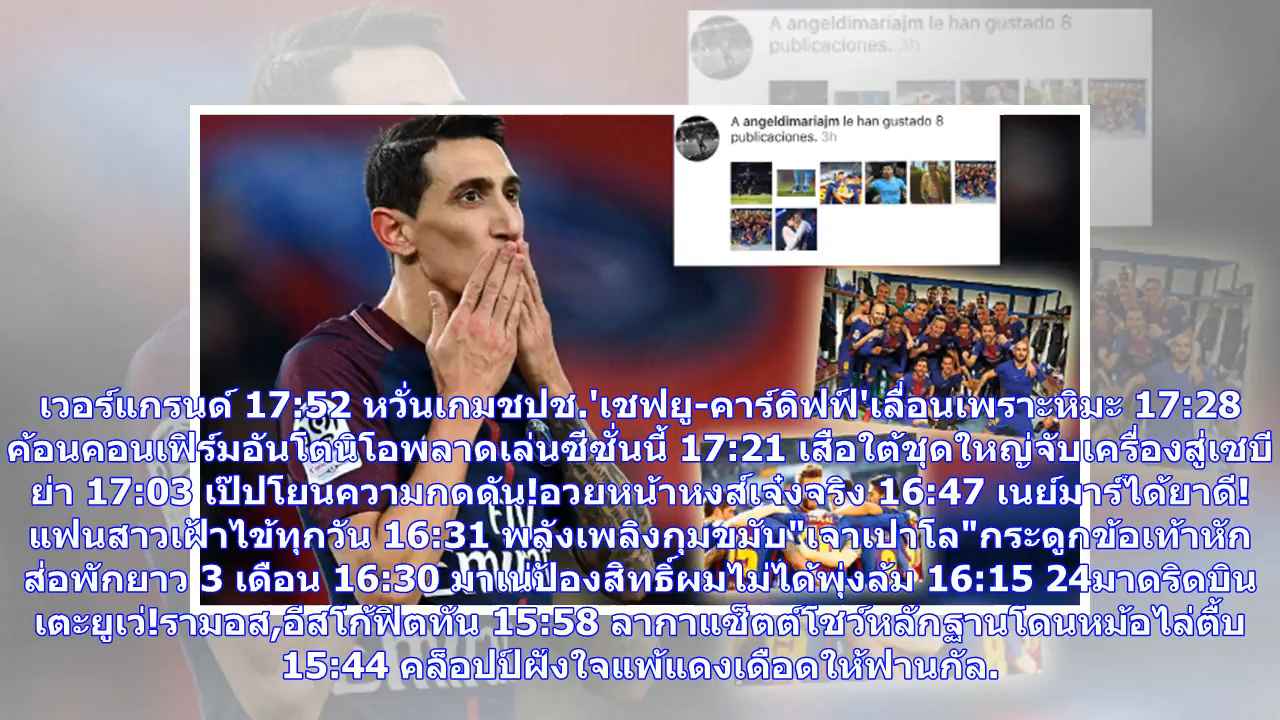 A angeldimariajm le han gustado 8
publicaciones. 3h
A angeldimariajm le han gustado 8
publicaciones. 3h
เวอร์แกรนด์ 17:52 หวั่นเกมชปช.'เชฟยู-คาร์ดิฟฟ์'เลื่อนเพราะหิมะ 17:28
ค้อนคอนเฟิร์มอันโตนิโอพลาดเล่นซีซั่นนี้ 17:21 เสือใต้ชุดใหญ่จับเครื่องสู่เซบี
ย่า 17:03 เป๊ปโยนความกดดัน!อวยหน้าหงส์เจ๋งจริง 16:47 เนย์มาร์ได้ยาดี!
แฟนสาวเฝ้าไข้ทุกวัน 16:31 พลังเพลิงกุมขมับ"เจาเปาโล"กระดูกข้อเท้าหัก
ส่อพักยาว 3 เดือน 16:30 มาเน่ป้องสิทธิ์ผมไม่ได้พุ่งล้ม 16:15 24มาดริดบิน
เตะยูเว่!รามอส,อีสโก้ฟิตทัน 15:58 ลากาแซ็ตต์โชว์หลักฐานโดนหม้อไล่ตื้บ
15:44 คล็อปป์ฝังใจแพ้แดงเดือดให้ฟานกัล.